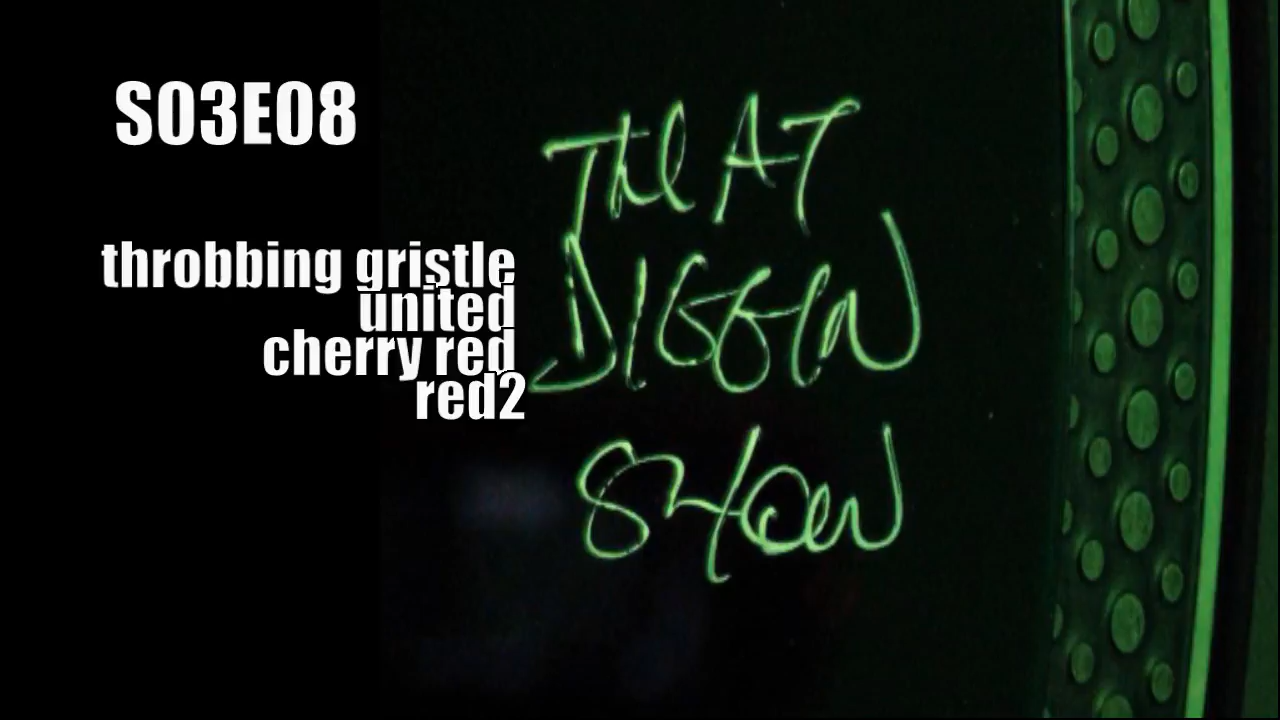 S03E08
throbbing gristle
united
cherry red
red2
The AT
DIGGIN
SHOW